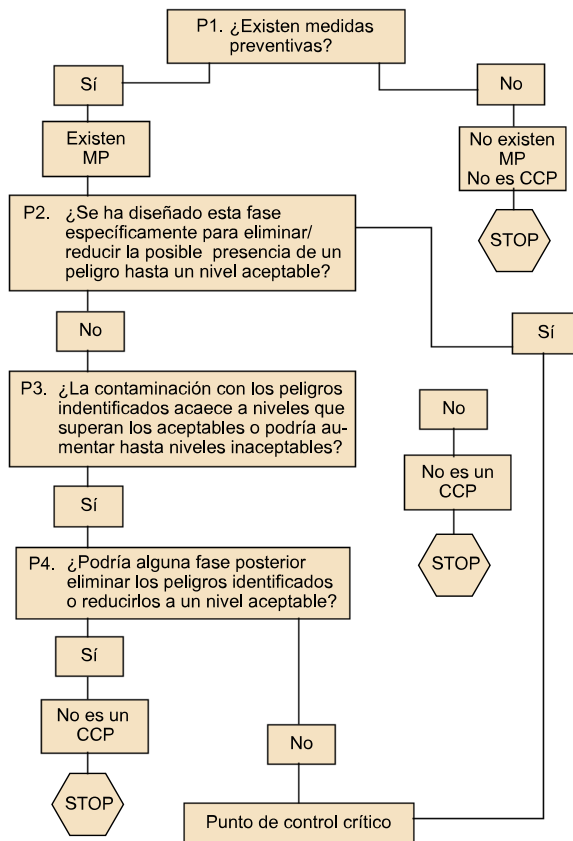 P1. ¿Existen medidas
preventivas?
Sí
No
Existen
MP
No existen
MP
No es CCP
STOP
P2. ¿Se ha diseñado esta fase
específicamente para eliminar/
reducir la posible presencia de un
peligro hasta un nivel aceptable?
No
Sí
P3. ¿La contaminación con los peligros
indentificados acaece a niveles que
superan los aceptables o podría au-
mentar hasta niveles inaceptables?
No
No es un
CCP
STOP
Sí
P4. ¿Podría alguna fase posterior
eliminar los peligros identificados
o reducirlos a un nivel aceptable?
Sí
No es un
CCP
STOP
No
Punto de control crítico